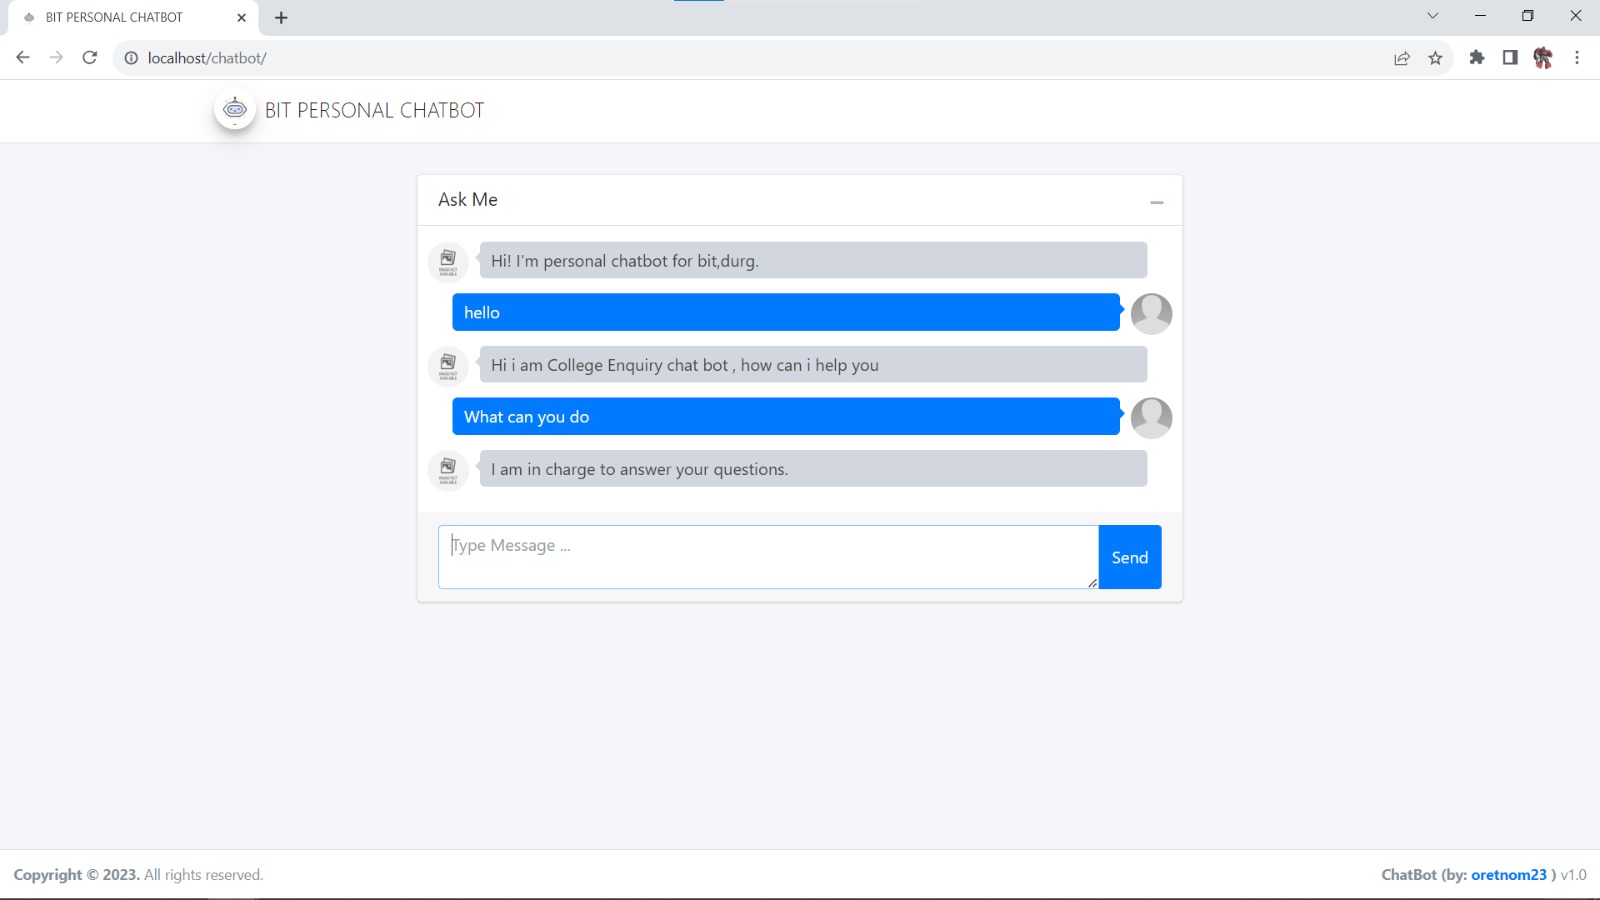 BIT PERSONAL CHATBOT
localhost/chatbot/
BIT PERSONAL CHATBOT
Ask Me
Hi! I'm personal chatbot for bit,durg.
hello
Hi i am College Enquiry chat bot , how can i help you
What can you do
I am in charge to answer your questions.
Type Message ...
Send
Copyright © 2023. All rights reserved.
ChatBot (by: oretnom23 ) v1.0